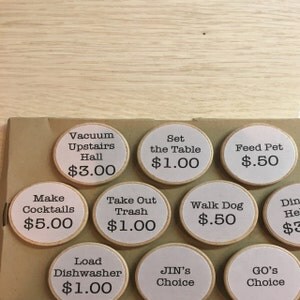 Vacuum
Upstairs
Hall
$3.00
Set
the Table
$1.00
Feed Pet
$.50
Make
Cocktails
$5.00
Take Out
Trash
$1.00
Walk Dog
$.50
Load
Dishwasher
$1.00
JIN's
Choice
GO's
Choice